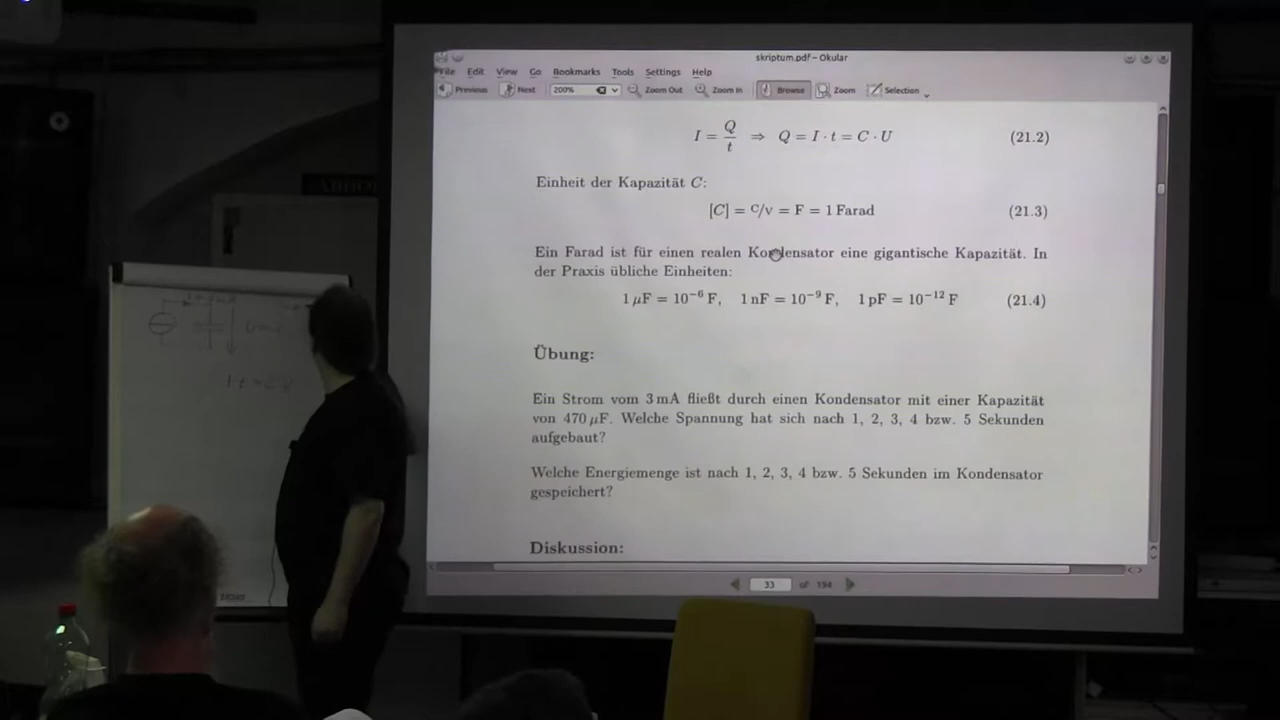 skriptum.pdf – Okular
File Edit View Go Bookmarks Tools Settings Help
Previous Next 200% Zoom Out Zoom In Browse Zoom Selection
I = Q/t ⇒ Q = I · t = C · U (21.2)
Einheit der Kapazität C:
[C] = C/V = F = 1 Farad (21.3)
Ein Farad ist für einen realen Kondensator eine gigantische Kapazität. In
der Praxis übliche Einheiten:
1 μF = 10⁻⁶ F, 1 nF = 10⁻⁹ F, 1 pF = 10⁻¹² F (21.4)
Übung:
Ein Strom vom 3 mA fließt durch einen Kondensator mit einer Kapazität
von 470 μF. Welche Spannung hat sich nach 1, 2, 3, 4 bzw. 5 Sekunden
aufgebaut?
Welche Energiemenge ist nach 1, 2, 3, 4 bzw. 5 Sekunden im Kondensator
gespeichert?
Diskussion:
33 of 194